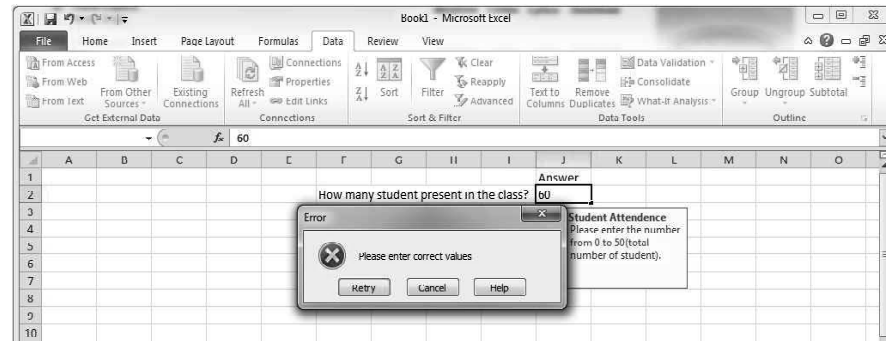 Book1 - Microsoft Excel
File Home Insert Page Layout Formulas Data Review View
From Access
From Web
From Text
From Other Sources
Existing Connections
Get External Data
Refresh All
Connections
Properties
Edit Links
Connections
Sort
Filter
Clear
Reapply
Advanced
Sort & Filter
Text to Columns
Remove Duplicates
Data Validation
Consolidate
What-If Analysis
Data Tools
Group Ungroup Subtotal
Outline
fx 60
A B C D E F G H I J K L M N O
1 Answer
2 How many student present in the class? 60
3
4
5
6
7
8
9
10
Error
Please enter correct values
Retry Cancel Help
Student Attendence
Please enter the number
from 0 to 50(total
number of student).